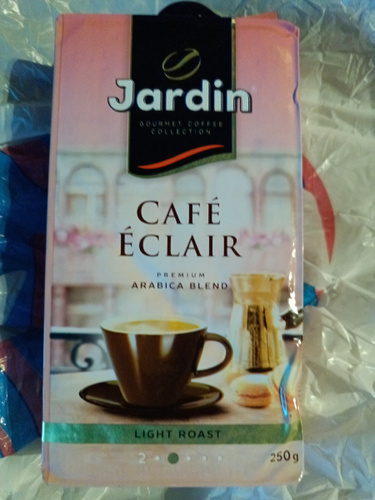 Jardin
GOURMET COFFEE
COLLECTION
CAFÉ
ÉCLAIR
PREMIUM
ARABICA BLEND
LIGHT ROAST
2
250g